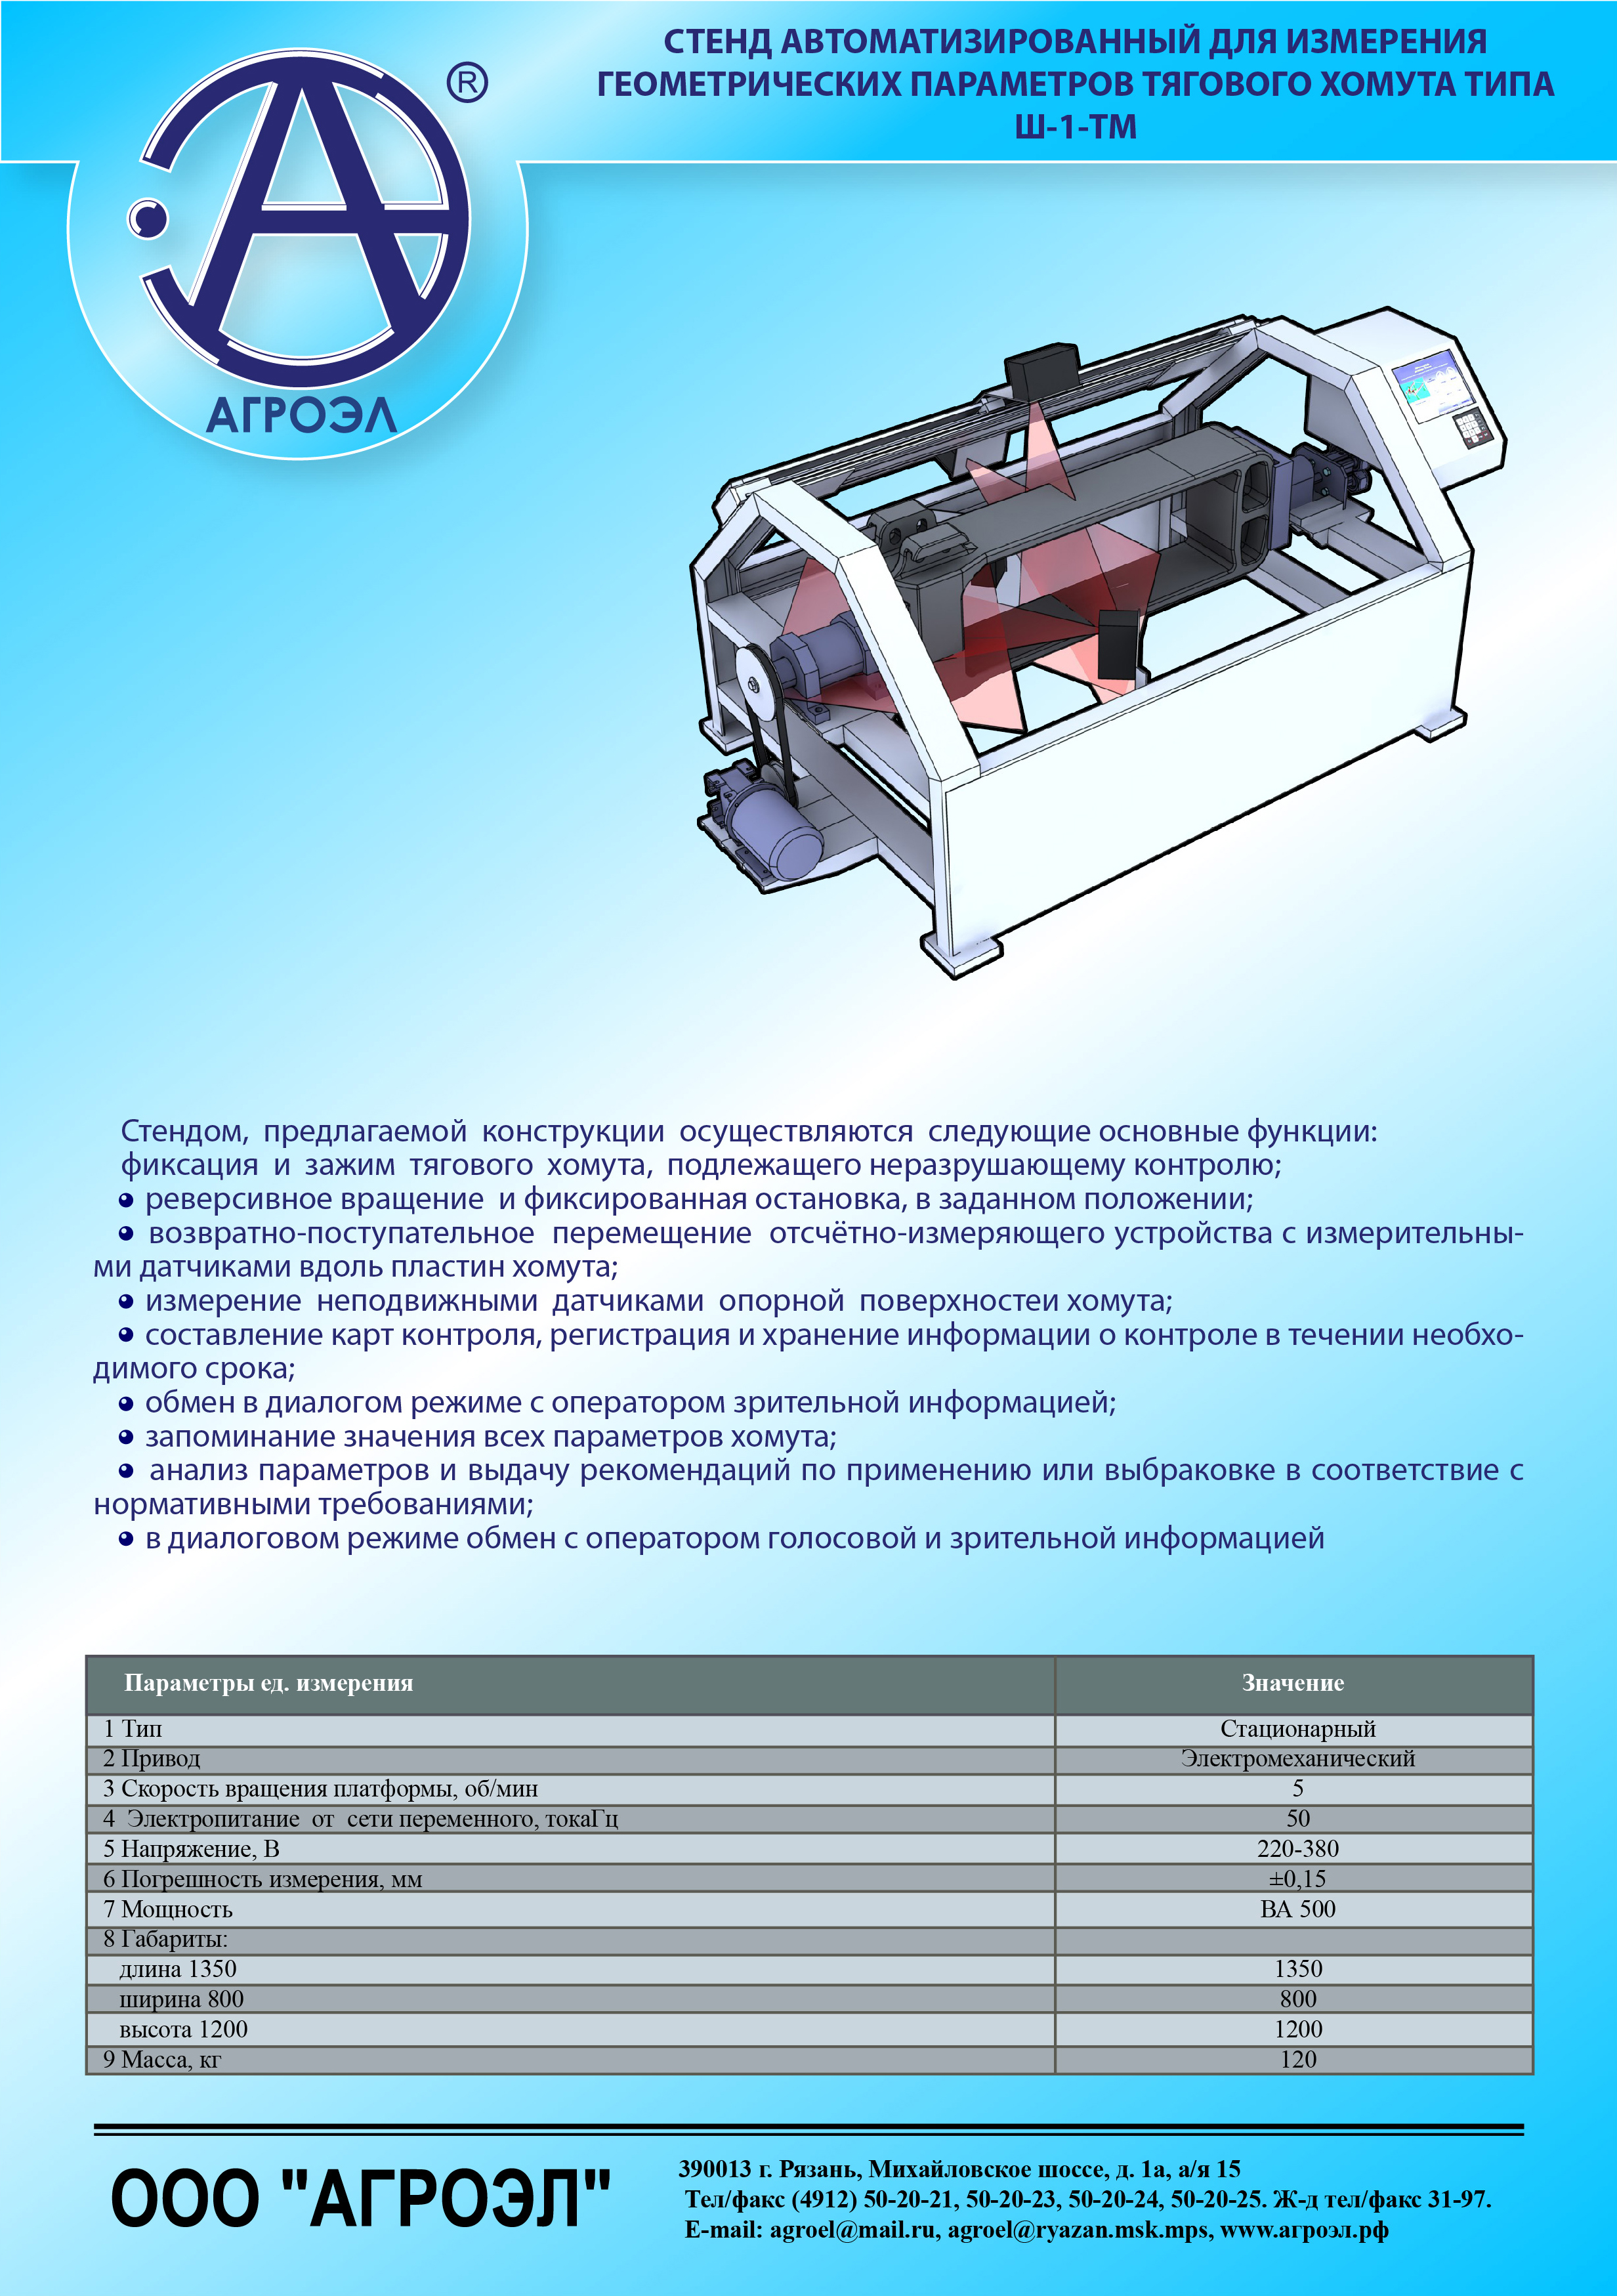 СТЕНД АВТОМАТИЗИРОВАННЫЙ ДЛЯ ИЗМЕРЕНИЯ
ГЕОМЕТРИЧЕСКИХ ПАРАМЕТРОВ ТЯГОВОГО ХОМУТА ТИПА
Ш-1-ТМ
®
АГРОЭЛ
Стендом, предлагаемой конструкции осуществляются следующие основные функции:
фиксация и зажим тягового хомута, подлежащего неразрушающему контролю;
реверсивное вращение и фиксированная остановка, в заданном положении;
возвратно-поступательное перемещение отсчётно-измеряющего устройства с измерительны-
ми датчиками вдоль пластин хомута;
измерение неподвижными датчиками опорной поверхностеи хомута;
составление карт контроля, регистрация и хранение информации о контроле в течении необхо-
димого срока;
обмен в диалогом режиме с оператором зрительной информацией;
запоминание значения всех параметров хомута;
анализ параметров и выдачу рекомендаций по применению или выбраковке в соответствие с
нормативными требованиями;
в диалоговом режиме обмен с оператором голосовой и зрительной информацией
Параметры ед. измерения Значение
1 Тип Стационарный
2 Привод Электромеханический
3 Скорость вращения платформы, об/мин 5
4 Электропитание от сети переменного, токаГц 50
5 Напряжение, В 220-380
6 Погрешность измерения, мм ±0,15
7 Мощность ВА 500
8 Габариты:
длина 1350 1350
ширина 800 800
высота 1200 1200
9 Масса, кг 120
ООО "АГРОЭЛ"
390013 г. Рязань, Михайловское шоссе, д. 1а, а/я 15
Тел/факс (4912) 50-20-21, 50-20-23, 50-20-24, 50-20-25. Ж-д тел/факс 31-97.
E-mail: agroel@mail.ru, agroel@ryazan.msk.mps, www.агроэл.рф